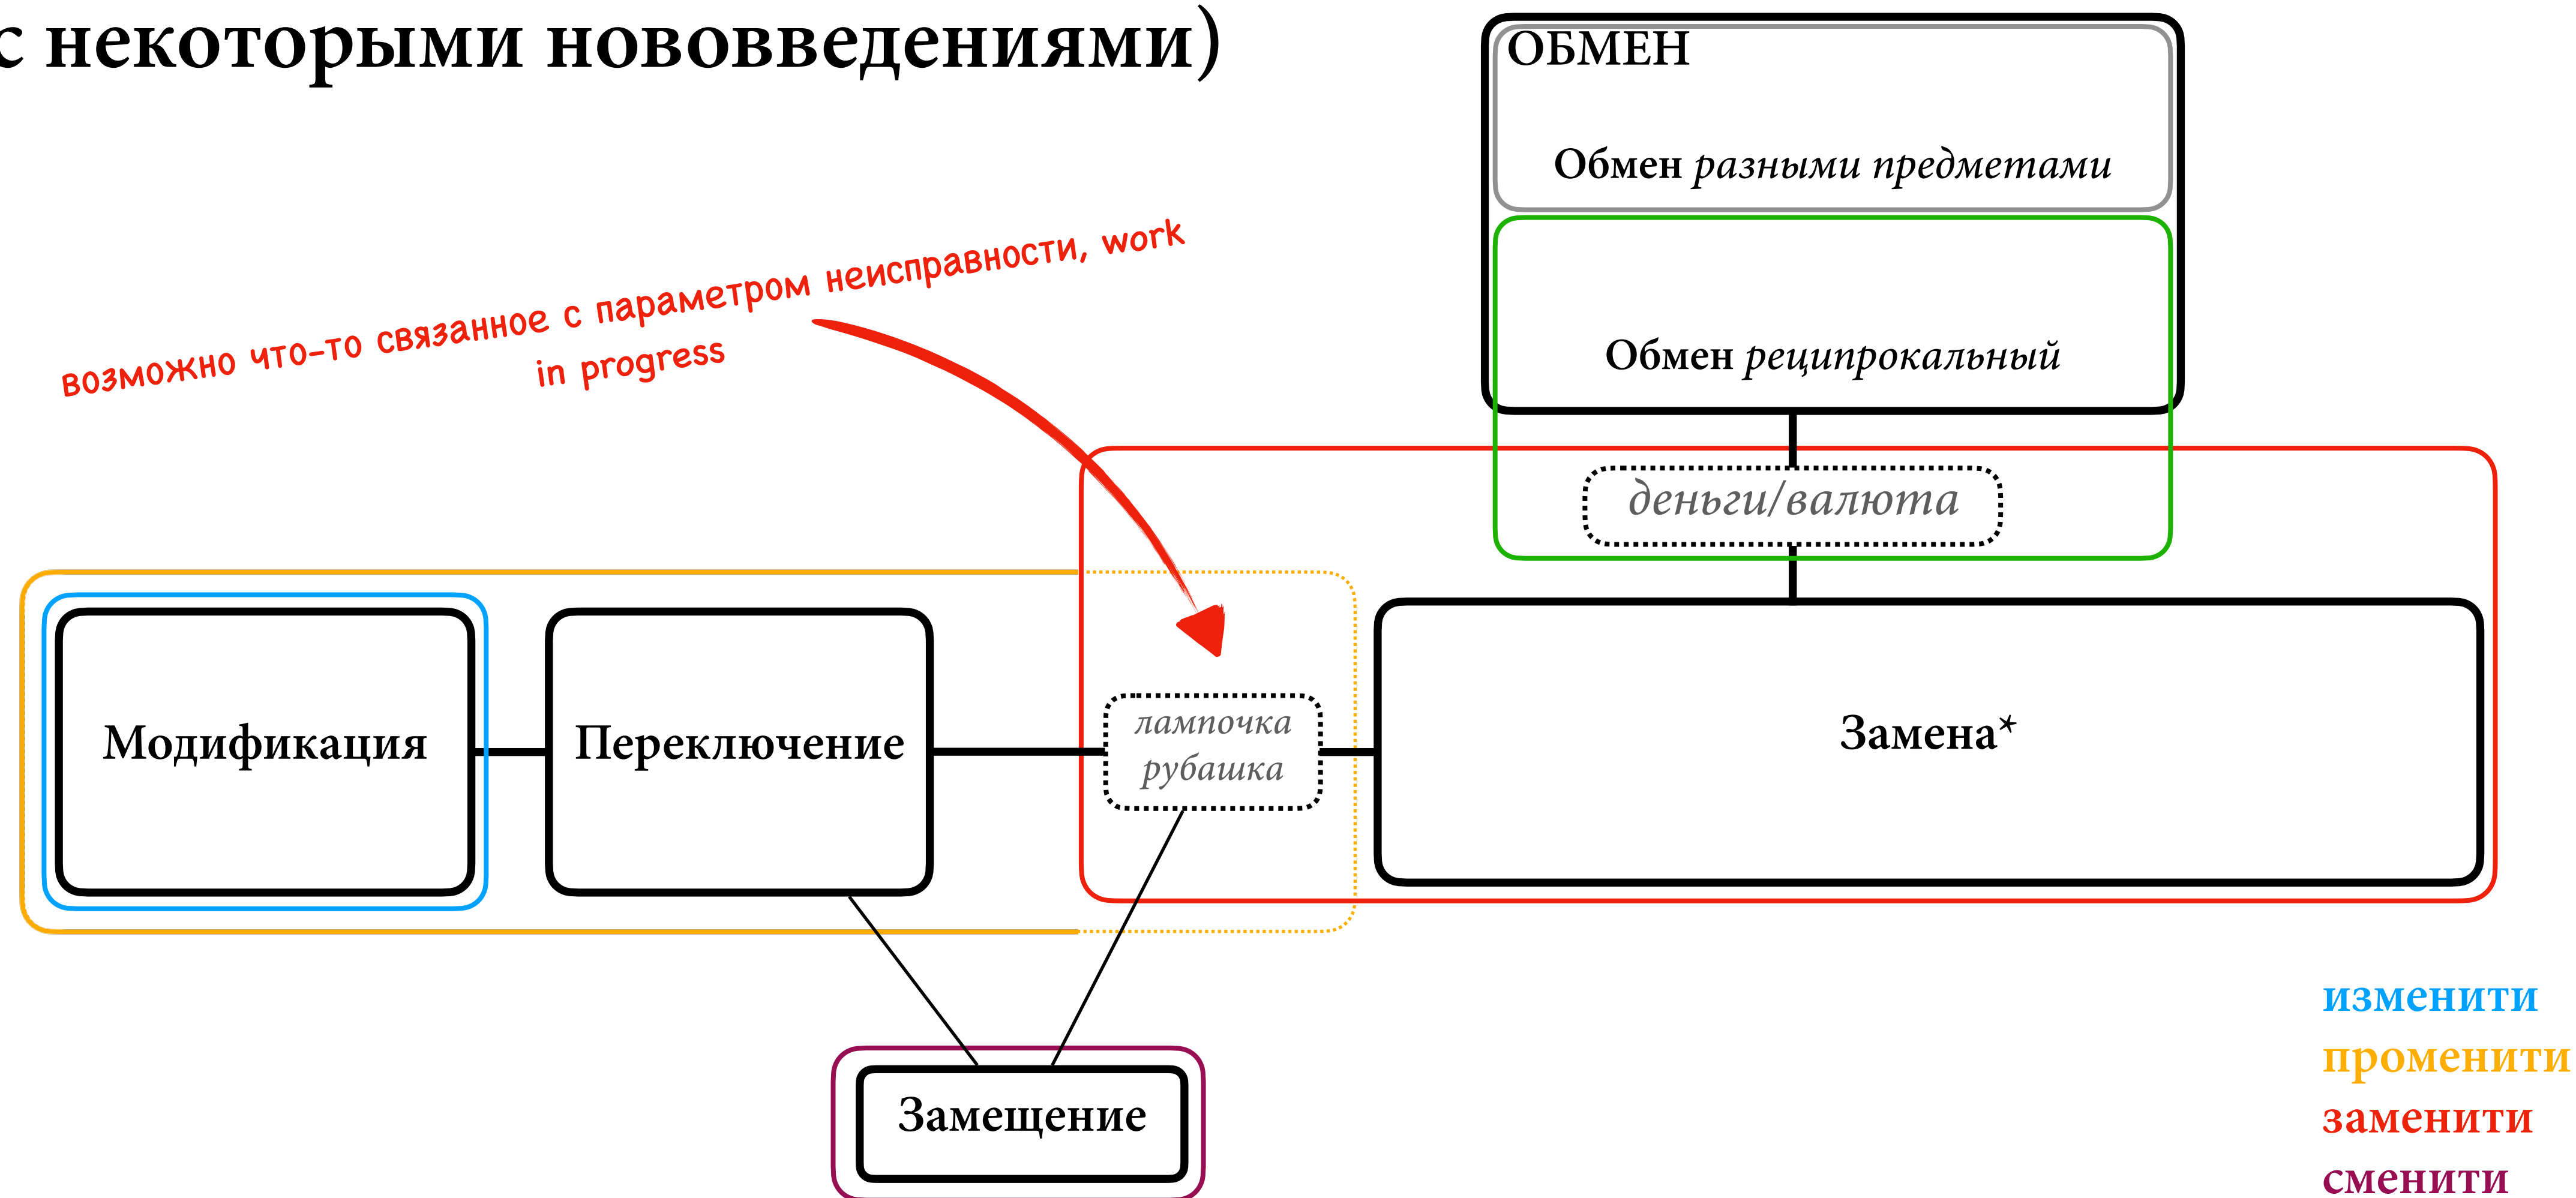 с некоторыми нововведениями)
ОБМЕН
Обмен разными предметами
возможно что-то связанное с параметром неисправности, work
in progress
Обмен реципрокальный
деньги/валюта
Модификация
Переключение
лампочка
рубашка
Замена*
Замещение
изменити
променити
заменити
сменити